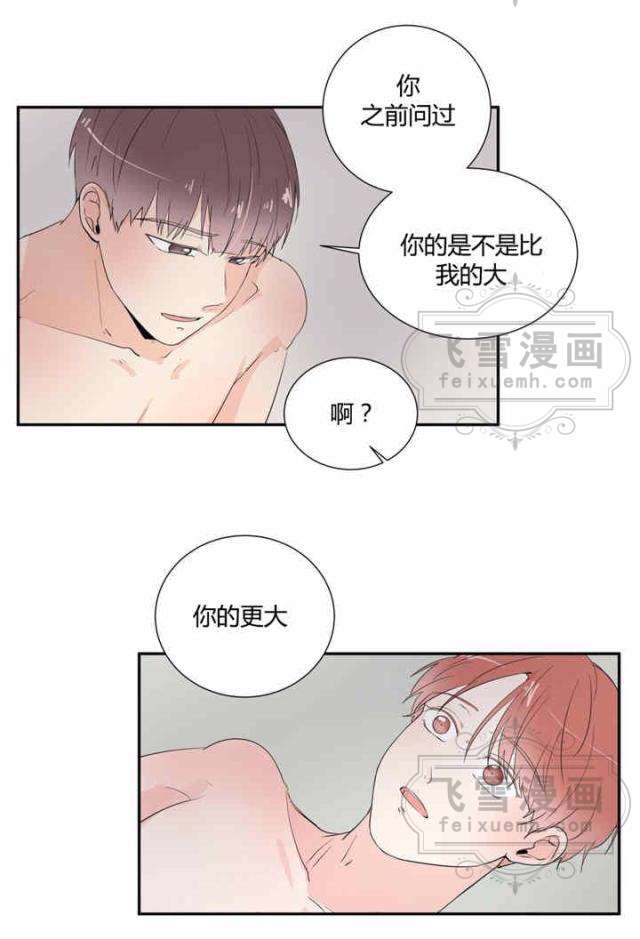 你
之前问过
你的是不是比
我的大
飞雪漫画
feixuemh.com
啊？
你的更大
飞雪漫画
feixuemh.com